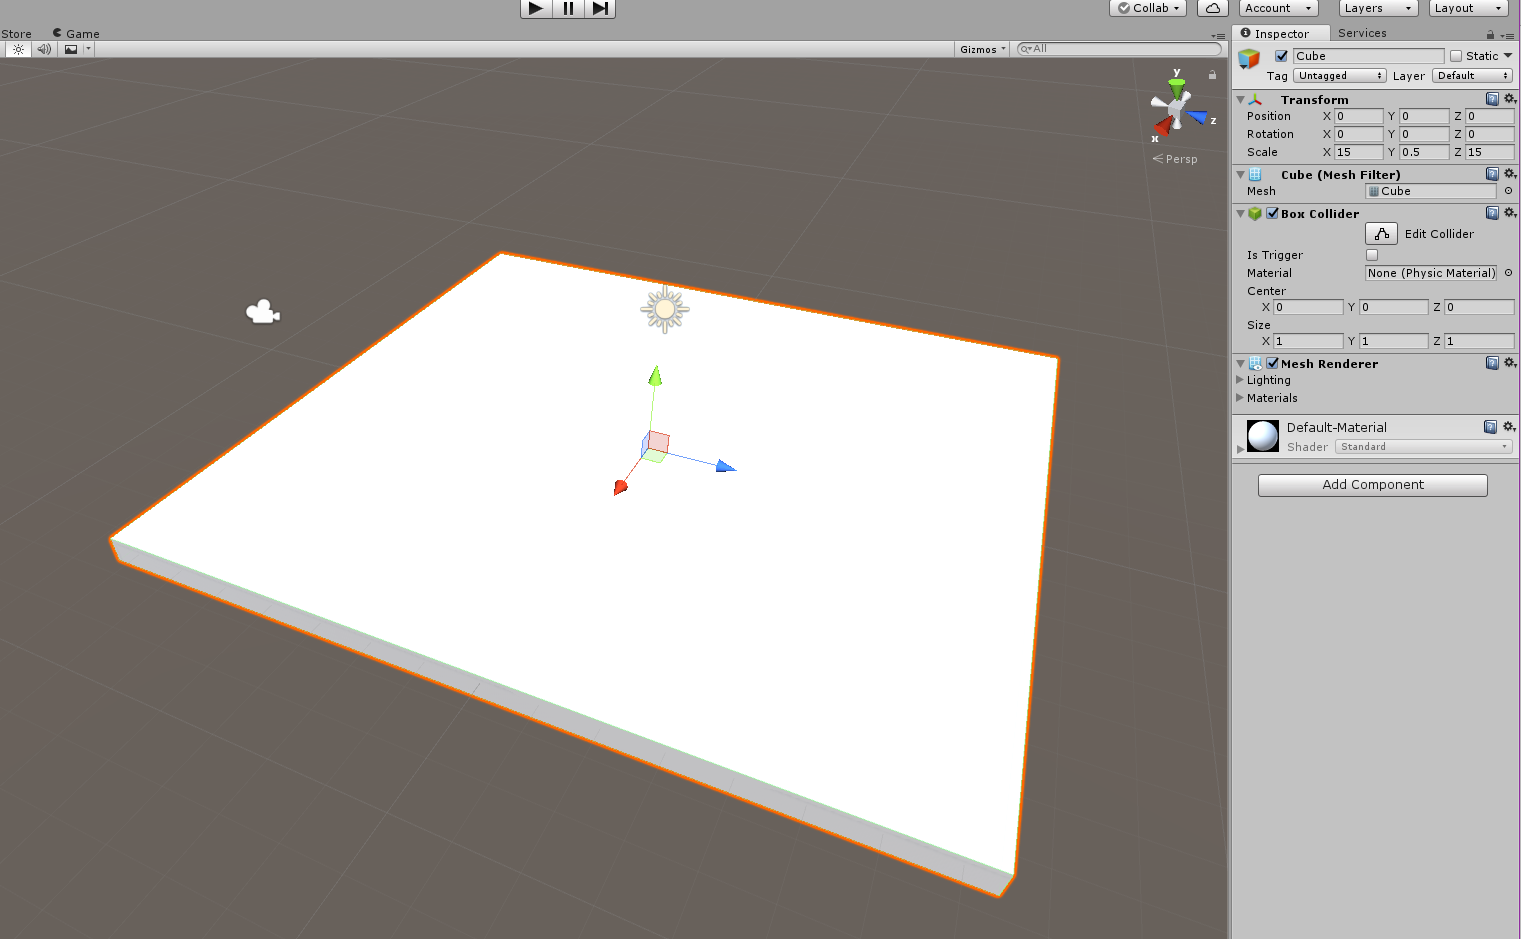 Collab Account Layers Layout
Store Game
Gizmos All
y
z
x
Persp
Inspector Services
Cube Static
Tag Untagged Layer Default
Transform
Position X 0 Y 0 Z 0
Rotation X 0 Y 0 Z 0
Scale X 15 Y 0.5 Z 15
Cube (Mesh Filter)
Mesh Cube
Box Collider
Edit Collider
Is Trigger
Material None (Physic Material)
Center
X 0 Y 0 Z 0
Size
X 1 Y 1 Z 1
Mesh Renderer
Lighting
Materials
Default-Material
Shader Standard
Add Component